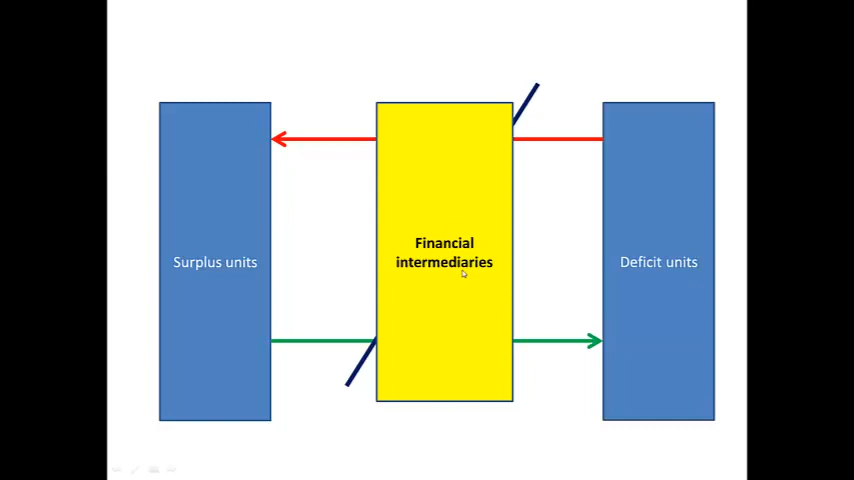 Surplus units
Financial
intermediaries
Deficit units